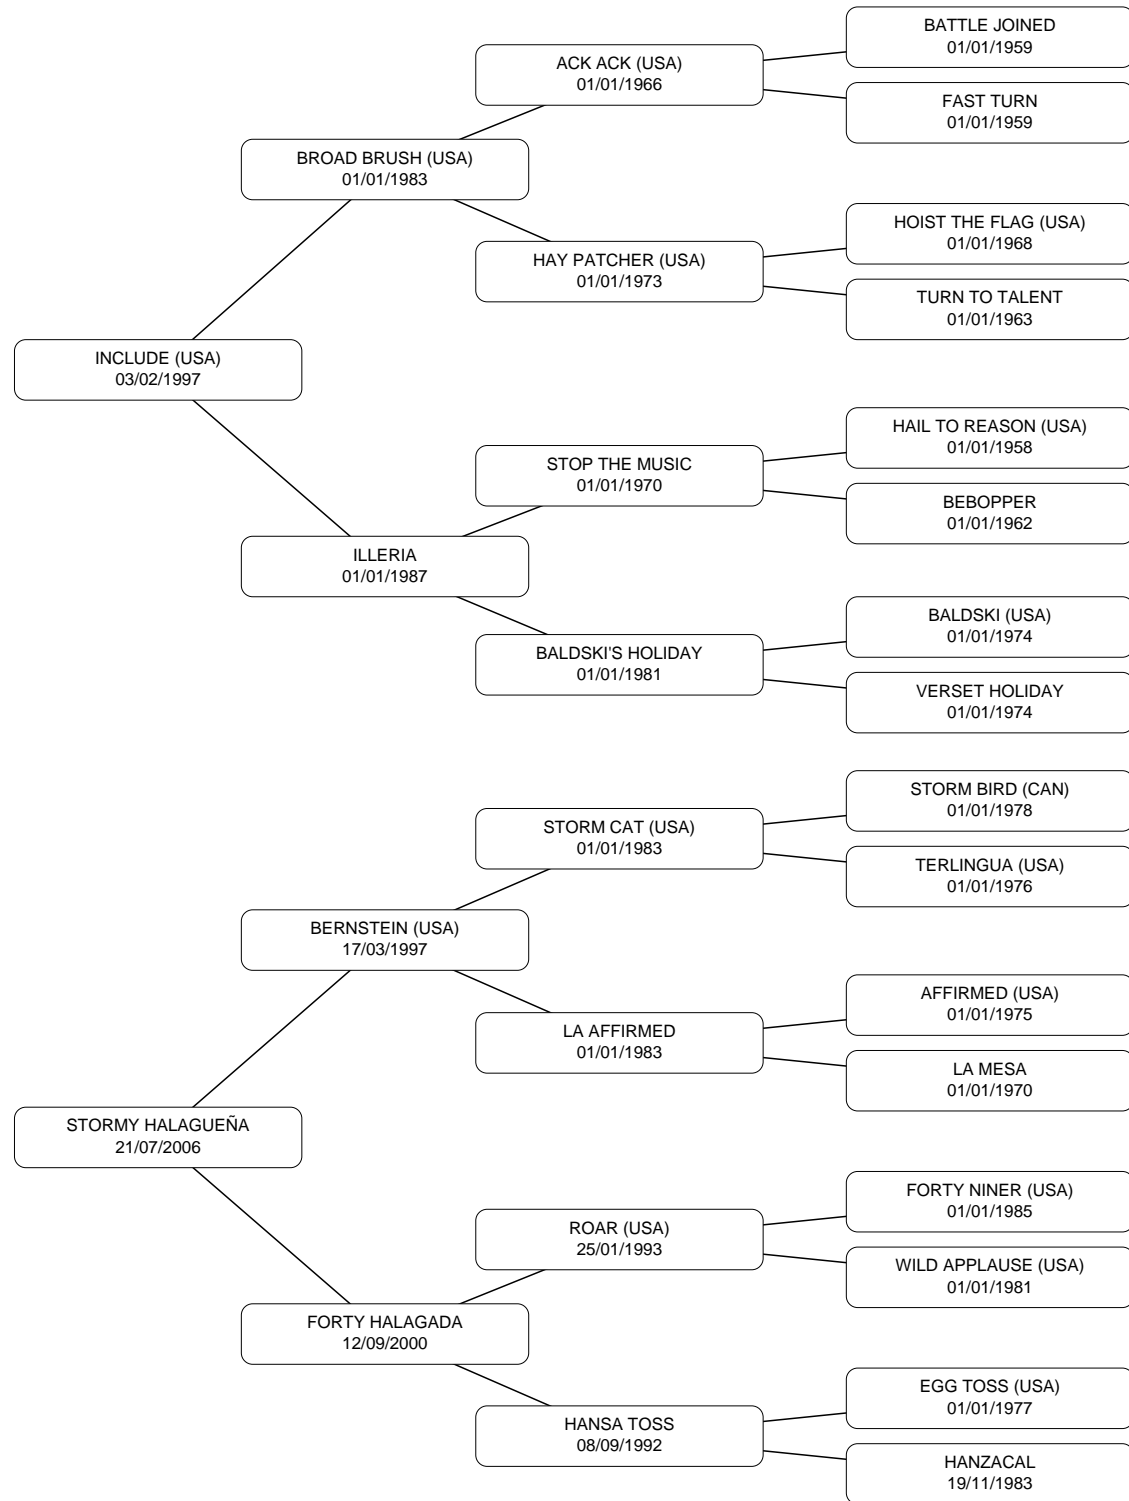 BATTLE JOINED
01/01/1959
ACK ACK (USA)
01/01/1966
FAST TURN
01/01/1959
BROAD BRUSH (USA)
01/01/1983
HOIST THE FLAG (USA)
01/01/1968
HAY PATCHER (USA)
01/01/1973
TURN TO TALENT
01/01/1963
INCLUDE (USA)
03/02/1997
HAIL TO REASON (USA)
01/01/1958
STOP THE MUSIC
01/01/1970
BEBOPPER
01/01/1962
ILLERIA
01/01/1987
BALDSKI (USA)
01/01/1974
BALDSKI'S HOLIDAY
01/01/1981
VERSET HOLIDAY
01/01/1974
STORM BIRD (CAN)
01/01/1978
STORM CAT (USA)
01/01/1983
TERLINGUA (USA)
01/01/1976
BERNSTEIN (USA)
17/03/1997
AFFIRMED (USA)
01/01/1975
LA AFFIRMED
01/01/1983
LA MESA
01/01/1970
STORMY HALAGUEÑA
21/07/2006
FORTY NINER (USA)
01/01/1985
ROAR (USA)
25/01/1993
WILD APPLAUSE (USA)
01/01/1981
FORTY HALAGADA
12/09/2000
EGG TOSS (USA)
01/01/1977
HANSA TOSS
08/09/1992
HANZACAL
19/11/1983